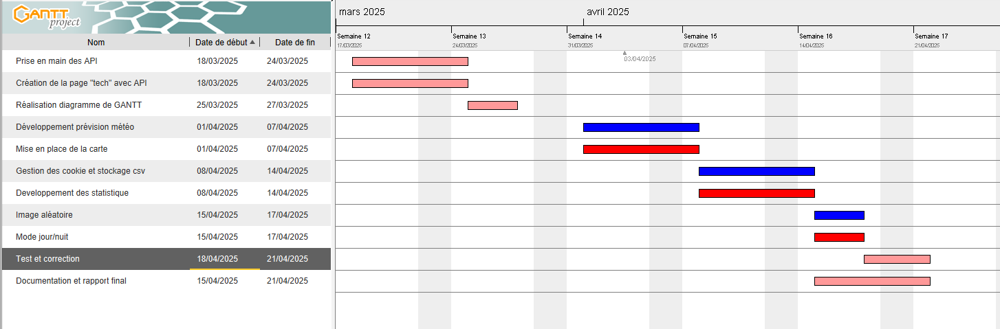 GANTT
project
mars 2025
avril 2025
Nom
Date de début
Date de fin
Semaine 12
Semaine 13
Semaine 14
Semaine 15
Semaine 16
Semaine 17
17/03/2025
24/03/2025
31/03/2025
07/04/2025
14/04/2025
21/04/2025
03/04/2025
Prise en main des API 18/03/2025 24/03/2025
Création de la page "tech" avec API 18/03/2025 24/03/2025
Réalisation diagramme de GANTT 25/03/2025 27/03/2025
Développement prévision météo 01/04/2025 07/04/2025
Mise en place de la carte 01/04/2025 07/04/2025
Gestion des cookie et stockage csv 08/04/2025 14/04/2025
Developpement des statistique 08/04/2025 14/04/2025
Image aléatoire 15/04/2025 17/04/2025
Mode jour/nuit 15/04/2025 17/04/2025
Test et correction 18/04/2025 21/04/2025
Documentation et rapport final 15/04/2025 21/04/2025